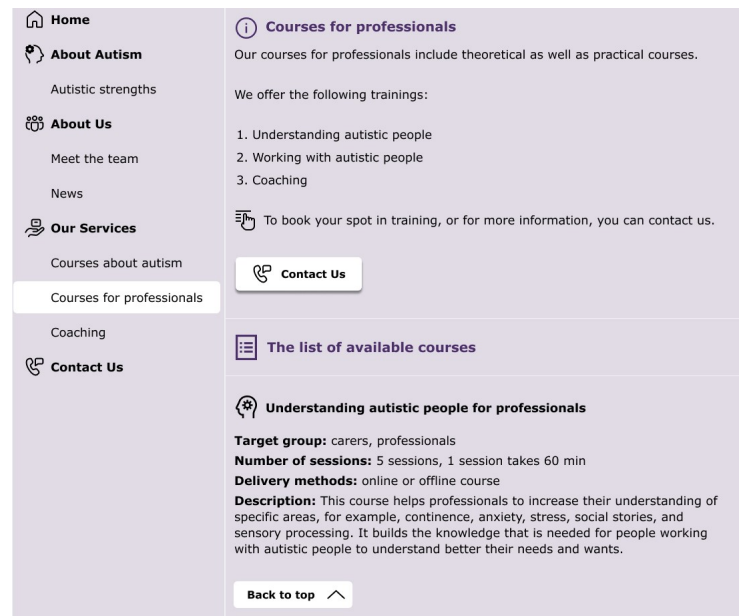 Home
About Autism
Autistic strengths
About Us
Meet the team
News
Our Services
Courses about autism
Courses for professionals
Coaching
Contact Us
Courses for professionals
Our courses for professionals include theoretical as well as practical courses.
We offer the following trainings:
1. Understanding autistic people
2. Working with autistic people
3. Coaching
To book your spot in training, or for more information, you can contact us.
Contact Us
The list of available courses
Understanding autistic people for professionals
Target group: carers, professionals
Number of sessions: 5 sessions, 1 session takes 60 min
Delivery methods: online or offline course
Description: This course helps professionals to increase their understanding of
specific areas, for example, continence, anxiety, stress, social stories, and
sensory processing. It builds the knowledge that is needed for people working
with autistic people to understand better their needs and wants.
Back to top